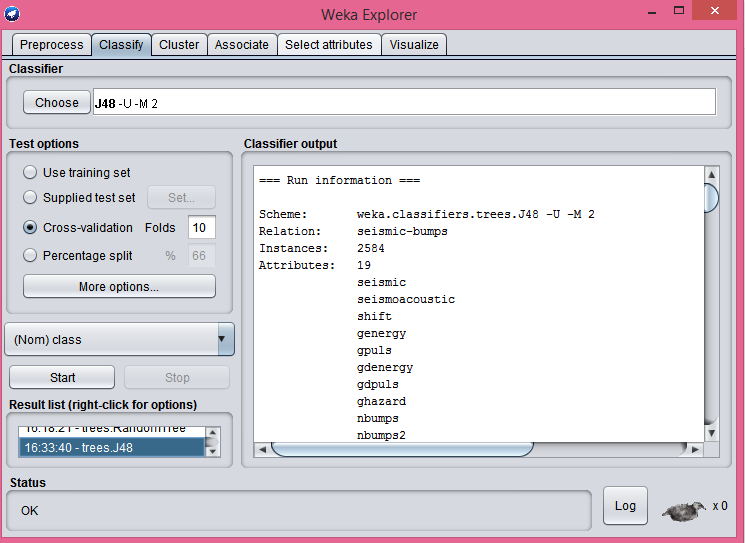 Weka Explorer
Preprocess Classify Cluster Associate Select attributes Visualize
Classifier
Choose J48 -U -M 2
Test options
Use training set
Supplied test set Set...
Cross-validation Folds 10
Percentage split % 66
More options...
(Nom) class
Start Stop
Result list (right-click for options)
16:18:21 - trees.RandomTree
16:33:40 - trees.J48
Classifier output
=== Run information ===
Scheme: weka.classifiers.trees.J48 -U -M 2
Relation: seismic-bumps
Instances: 2584
Attributes: 19
seismic
seismoacoustic
shift
genergy
gpuls
gdenergy
gdpuls
ghazard
nbumps
nbumps2
Status
OK
Log x 0